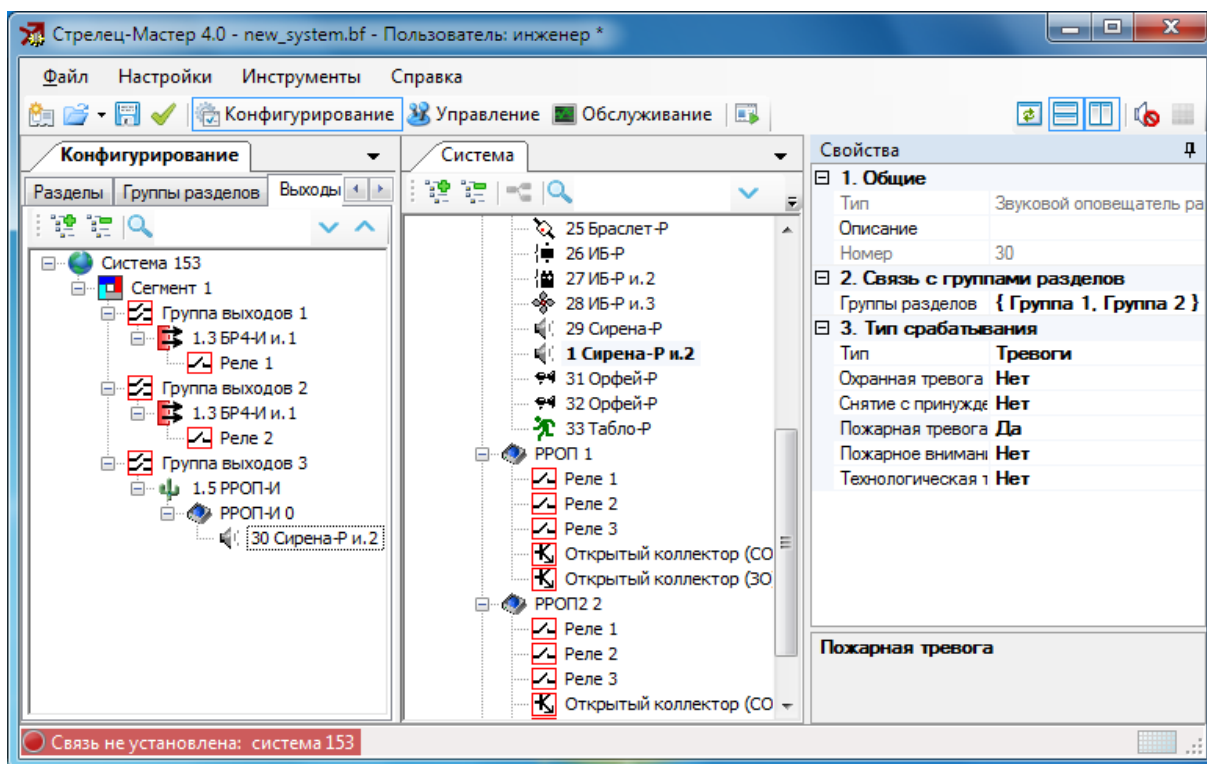 Стрелец-Мастер 4.0 - new_system.bf - Пользователь: инженер *
Файл Настройки Инструменты Справка
Конфигурирование Управление Обслуживание
Конфигурирование
Разделы Группы разделов Выходы
Система 153
Сегмент 1
Группа выходов 1
1.3 БР4-И и.1
Реле 1
Группа выходов 2
1.3 БР4-И и.1
Реле 2
Группа выходов 3
1.5 РРОП-И
РРОП-И 0
30 Сирена-Р и.2
Система
25 Браслет-Р
26 ИБ-Р
27 ИБ-Р и.2
28 ИБ-Р и.3
29 Сирена-Р
1 Сирена-Р и.2
31 Орфей-Р
32 Орфей-Р
33 Табло-Р
РРОП 1
Реле 1
Реле 2
Реле 3
Открытый коллектор (СО
Открытый коллектор (ЗО
РРОП2 2
Реле 1
Реле 2
Реле 3
Открытый коллектор (СО
Свойства
1. Общие
Тип Звуковой оповещатель ра
Описание
Номер 30
2. Связь с группами разделов
Группы разделов { Группа 1, Группа 2 }
3. Тип срабатывания
Тип Тревоги
Охранная тревога Нет
Снятие с принужде Нет
Пожарная тревога Да
Пожарное внимани Нет
Технологическая т Нет
Пожарная тревога
Связь не установлена: система 153